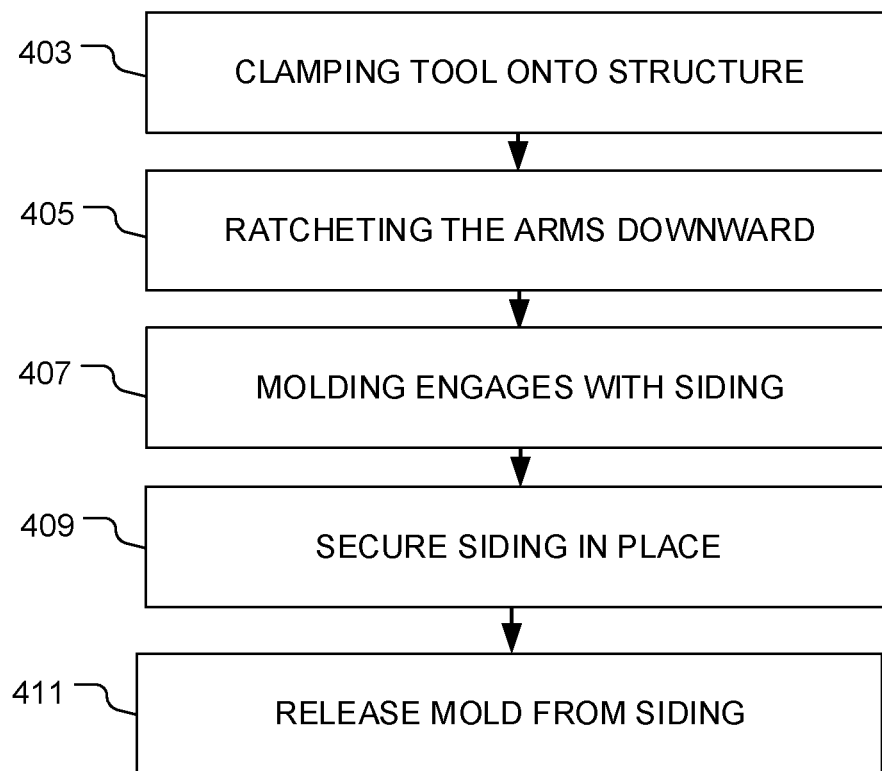 403
CLAMPING TOOL ONTO STRUCTURE
405
RATCHETING THE ARMS DOWNWARD
407
MOLDING ENGAGES WITH SIDING
409
SECURE SIDING IN PLACE
411
RELEASE MOLD FROM SIDING